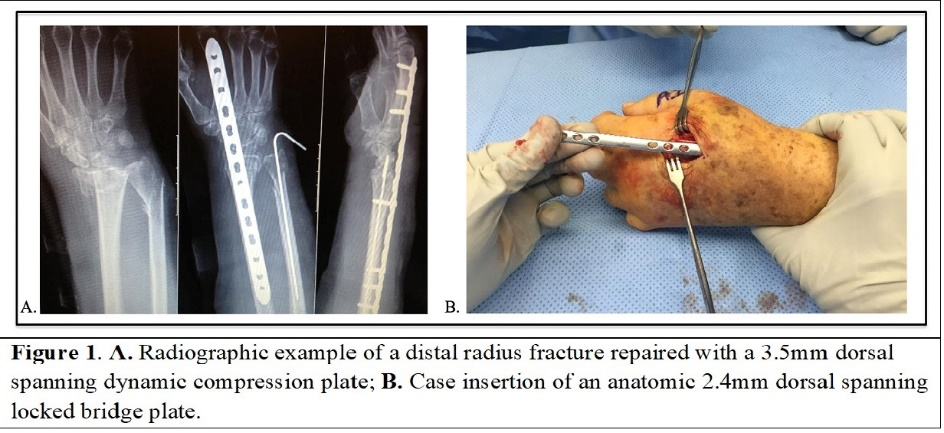 A.
B.
Figure 1. A. Radiographic example of a distal radius fracture repaired with a 3.5mm dorsal
spanning dynamic compression plate; B. Case insertion of an anatomic 2.4mm dorsal spanning
locked bridge plate.